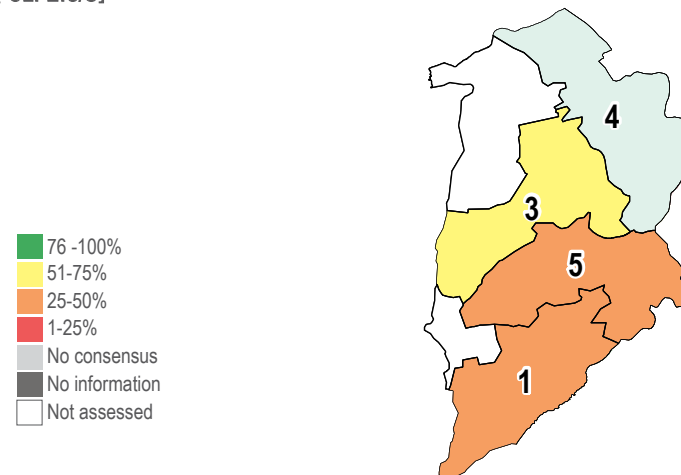 4
3
5
1
76 -100%
51-75%
25-50%
1-25%
No consensus
No information
Not assessed